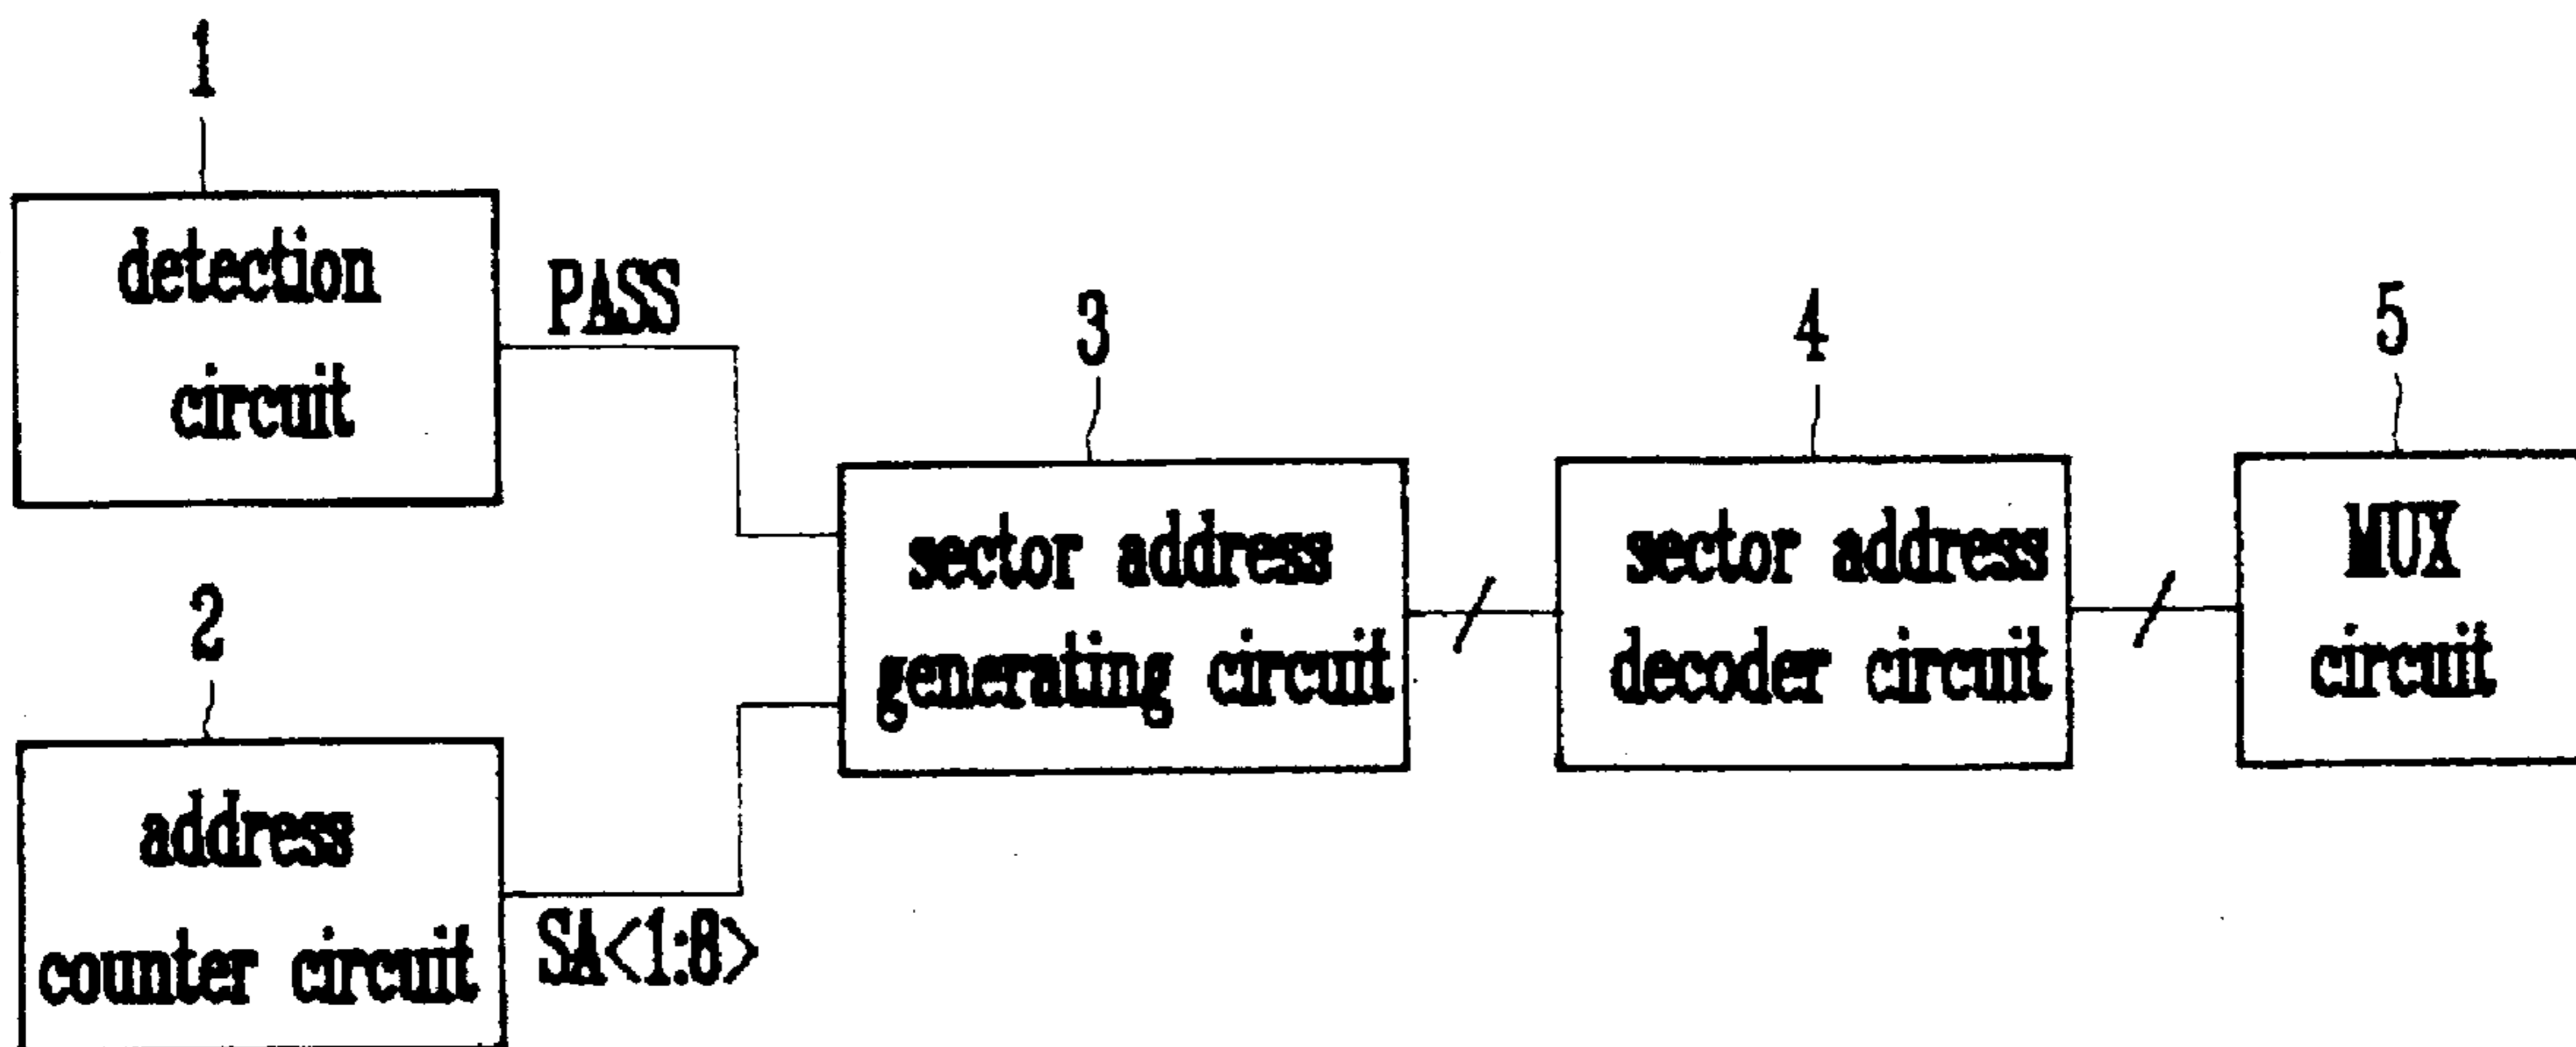 1
detection
circuit
PASS
2
address
counter circuit
SA<1:8>
3
sector address
generating circuit
4
sector address
decoder circuit
5
MUX
circuit